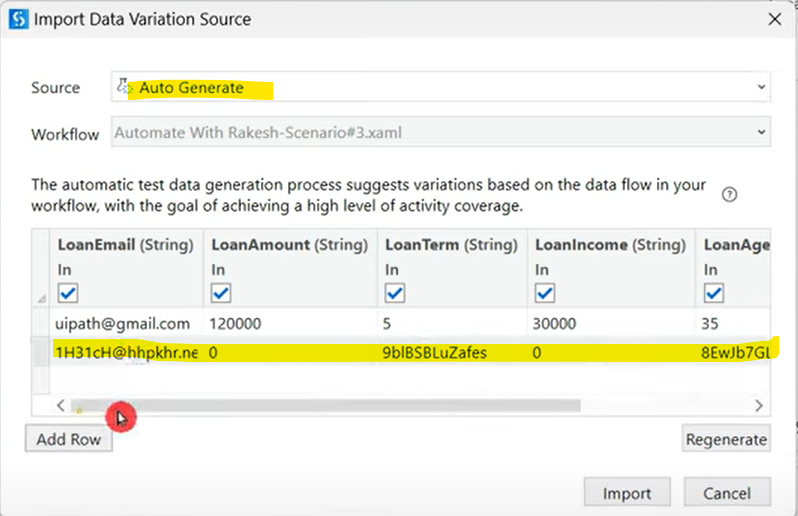 Import Data Variation Source
Source Auto Generate
Workflow Automate With Rakesh-Scenario#3.xaml
The automatic test data generation process suggests variations based on the data flow in your
workflow, with the goal of achieving a high level of activity coverage.
LoanEmail (String) LoanAmount (String) LoanTerm (String) LoanIncome (String) LoanAge
In In In In In
uipath@gmail.com 120000 5 30000 35
1H31cH@hhpkhr.ne 0 9blBSBLuZafes 0 8EwJb7GL
Add Row Regenerate
Import Cancel